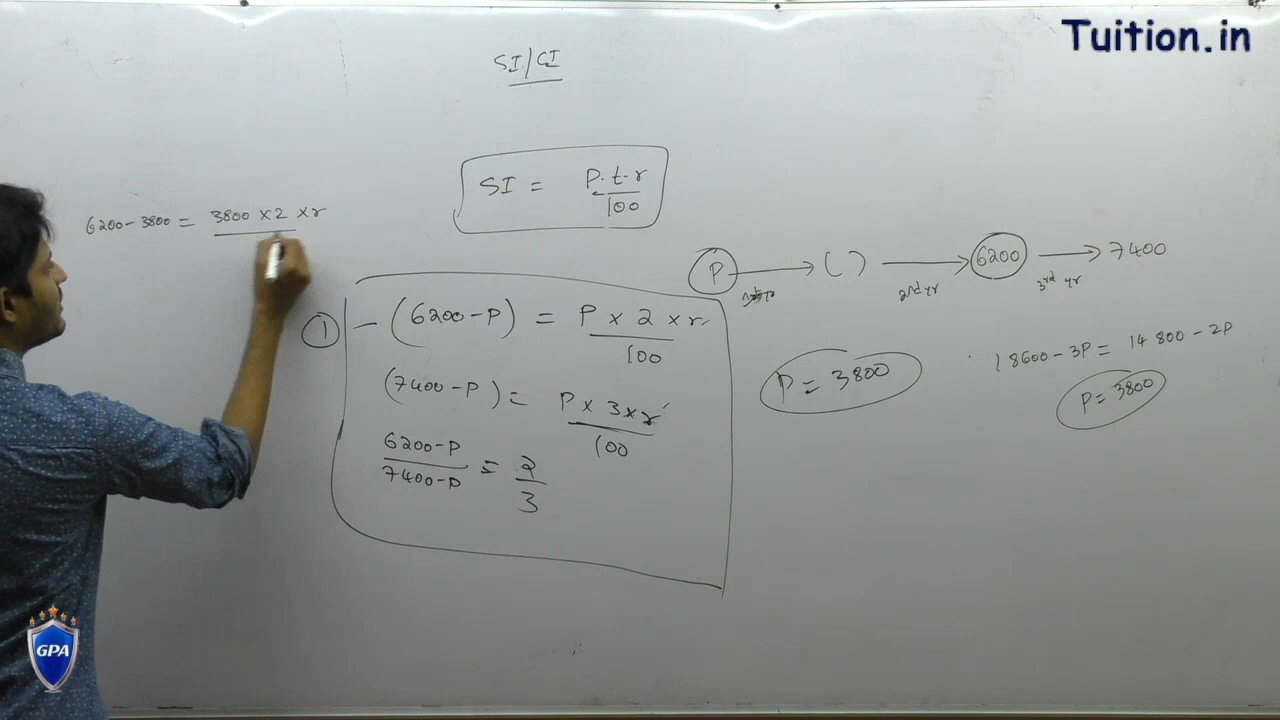 Tuition.in
SI/CI
SI = P.t.r
100
6200-3800 = 3800 x 2 x r
P → ( ) → 6200 → 7400
2nd yr
3rd yr
① - (6200-P) = P x 2 x r
100
(7400-P) = P x 3 x r
100
6200-P
7400-P
= 2
3
P = 3800
18600-3P = 14800-2P
P = 3800
GPA